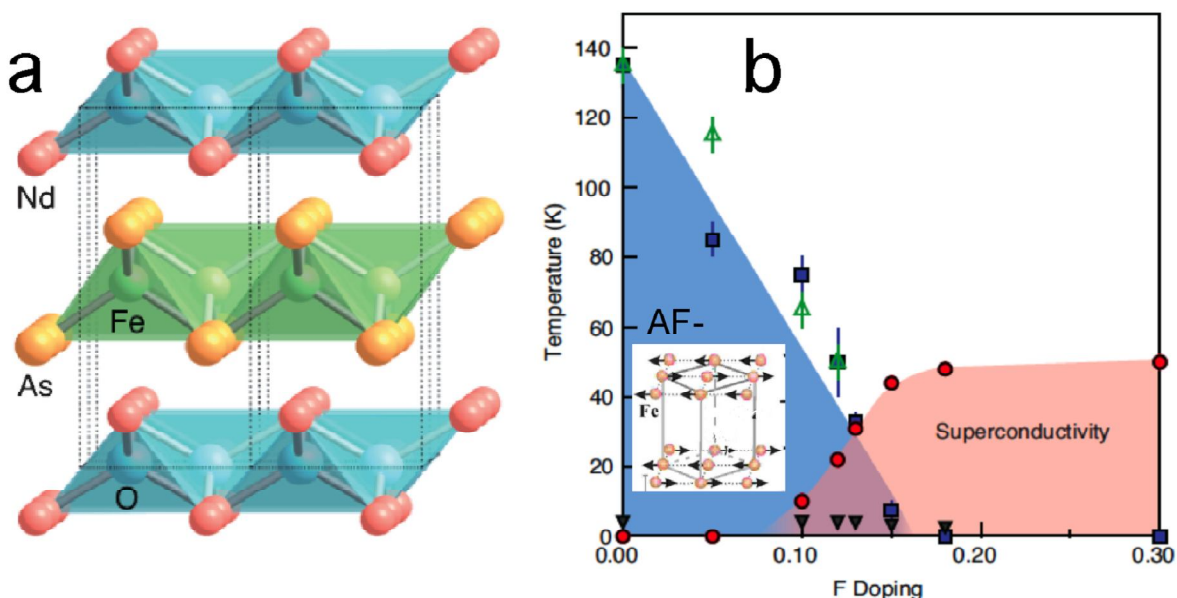 a
Nd
Fe
As
O
b
Temperature (K)
140
120
100
80
60
40
20
0
AF-
Fe
Superconductivity
0.00
0.10
0.20
0.30
F Doping